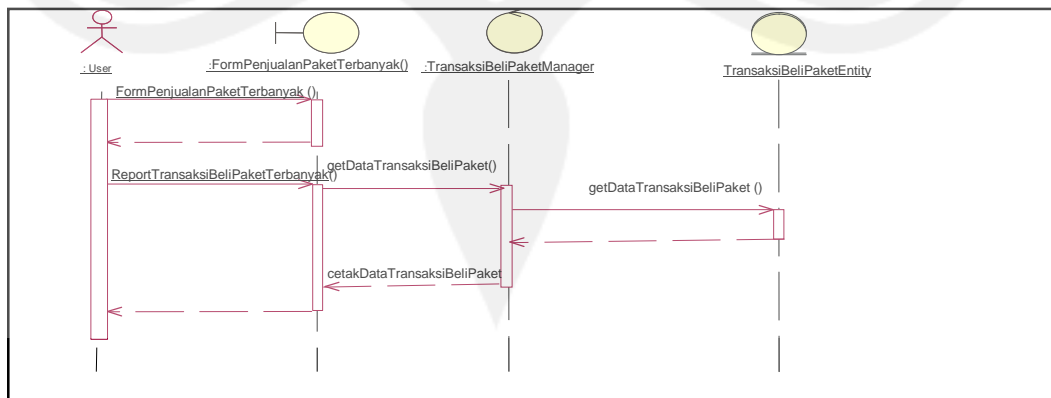 : User
:FormPenjualanPaketTerbanyak()
:TransaksiBeliPaketManager
TransaksiBeliPaketEntity
FormPenjualanPaketTerbanyak ()
getDataTransaksiBeliPaket()
ReportTransaksiBeliPaketTerbanyak()
getDataTransaksiBeliPaket ()
cetakDataTransaksiBeliPaket